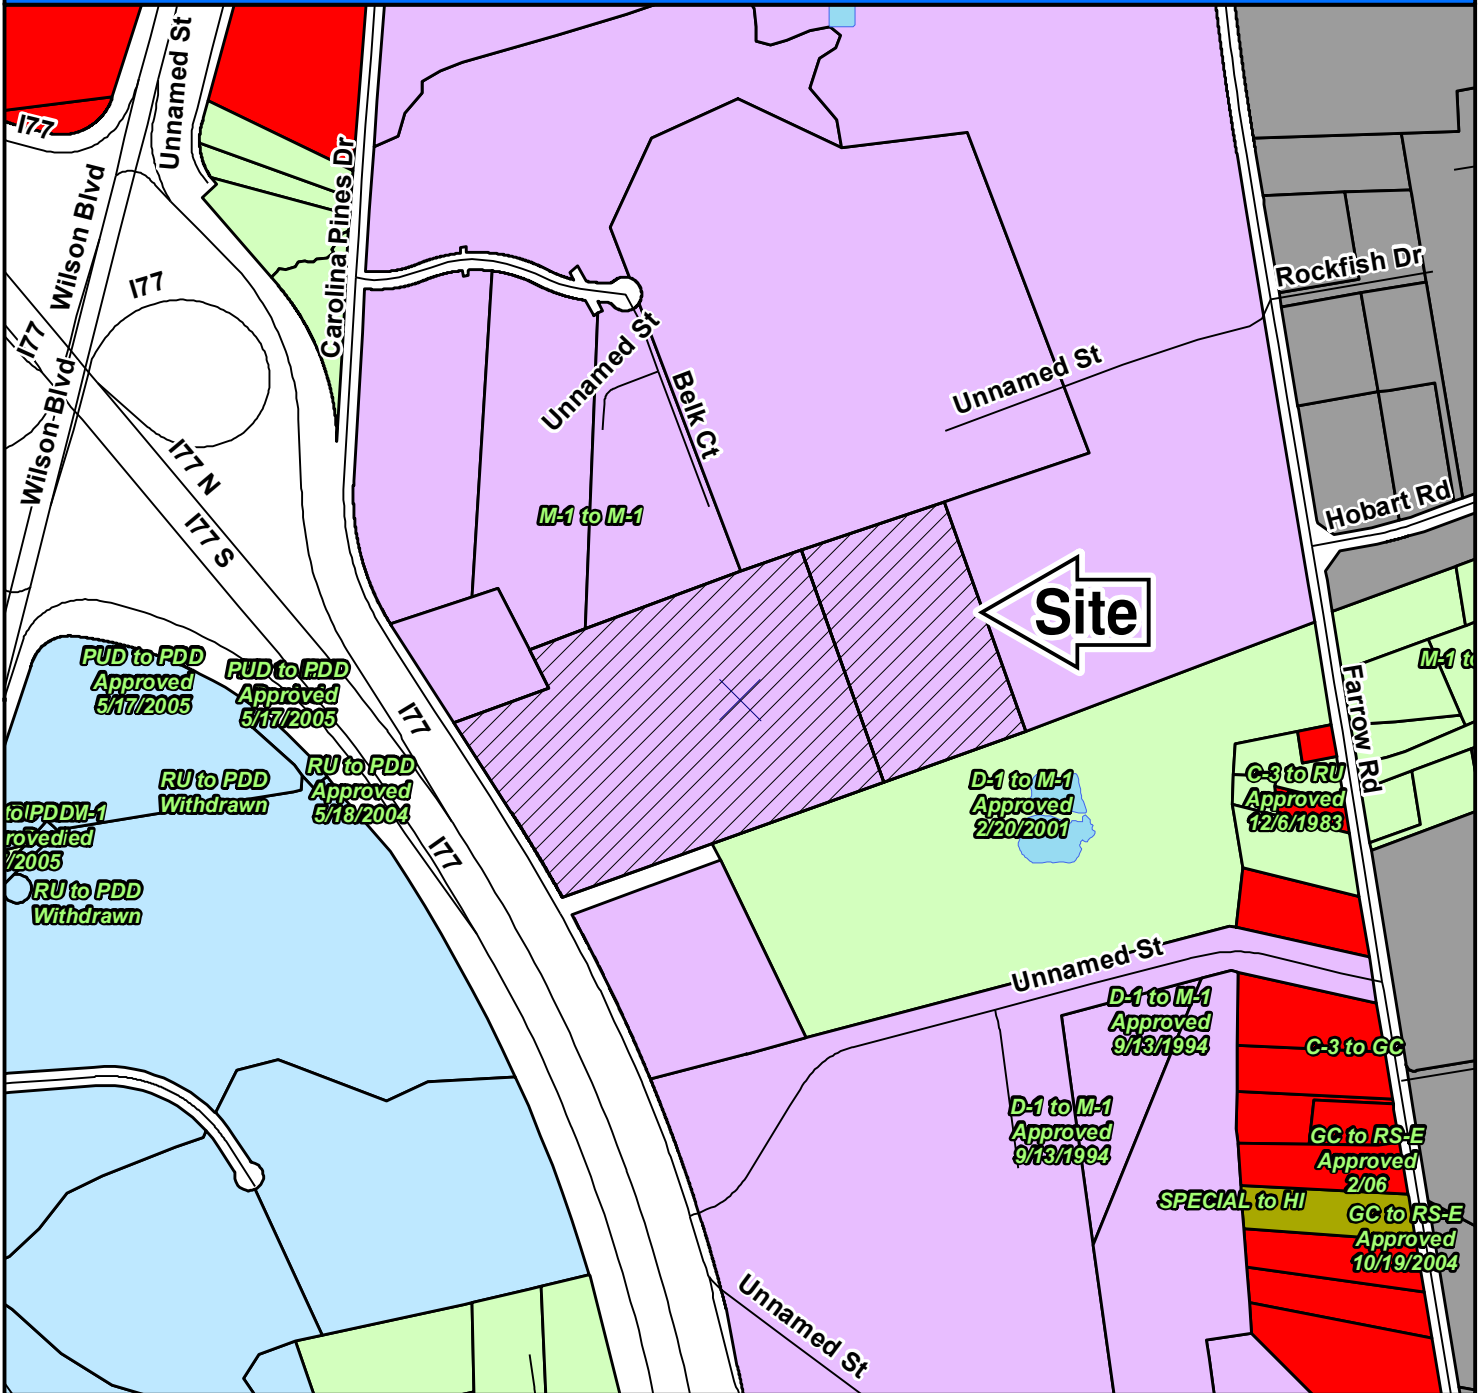 Unnamed St
I77
Wilson Blvd
Carolina Pines Dr
I77
I77
Wilson Blvd
Rockfish Dr
Unnamed St
Unnamed St
Belk Ct
I77 N
I77 S
M-1 to M-1
Hobart Rd
Site
PUD to PDD
Approved
5/17/2005
PUD to PDD
Approved
5/17/2005
M-1 to
Farrow Rd
I77
RU to PDD
Withdrawn
RU to PDD
Approved
5/18/2004
D-1 to M-1
Approved
2/20/2001
C-3 to RU
Approved
12/6/1983
/2005
I77
RU to PDD
Withdrawn
Unnamed St
D-1 to M-1
Approved
9/13/1994
C-3 to GC
D-1 to M-1
Approved
9/13/1994
GC to RS-E
Approved
2/06
SPECIAL to HI
GC to RS-E
Approved
10/19/2004
Unnamed St